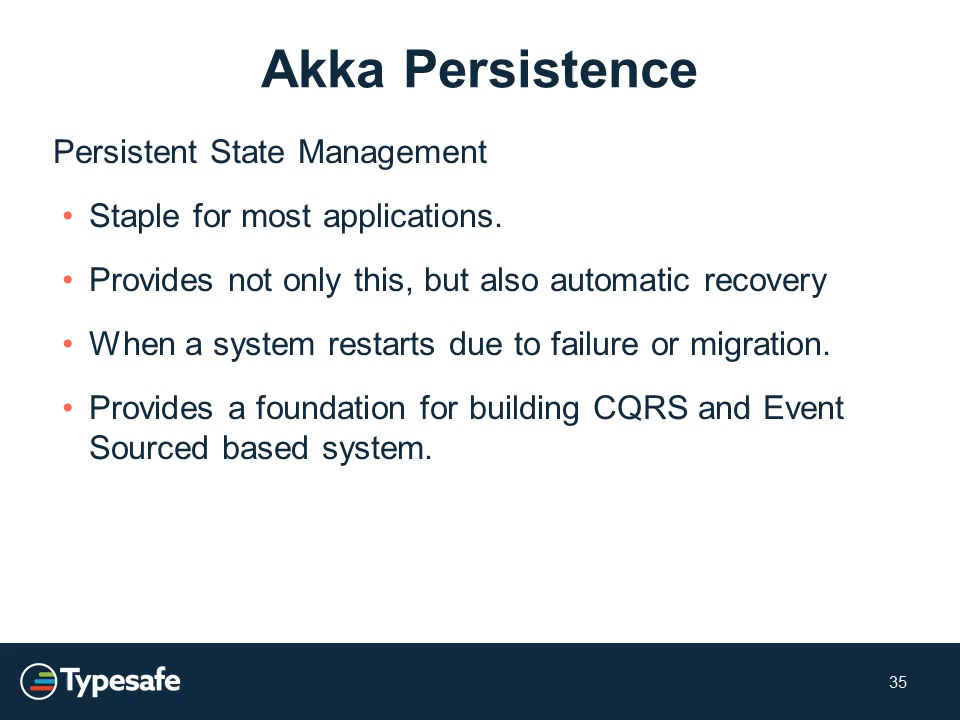 Akka Persistence
Persistent State Management
• Staple for most applications.
• Provides not only this, but also automatic recovery
• When a system restarts due to failure or migration.
• Provides a foundation for building CQRS and Event
Sourced based system.
Typesafe
35